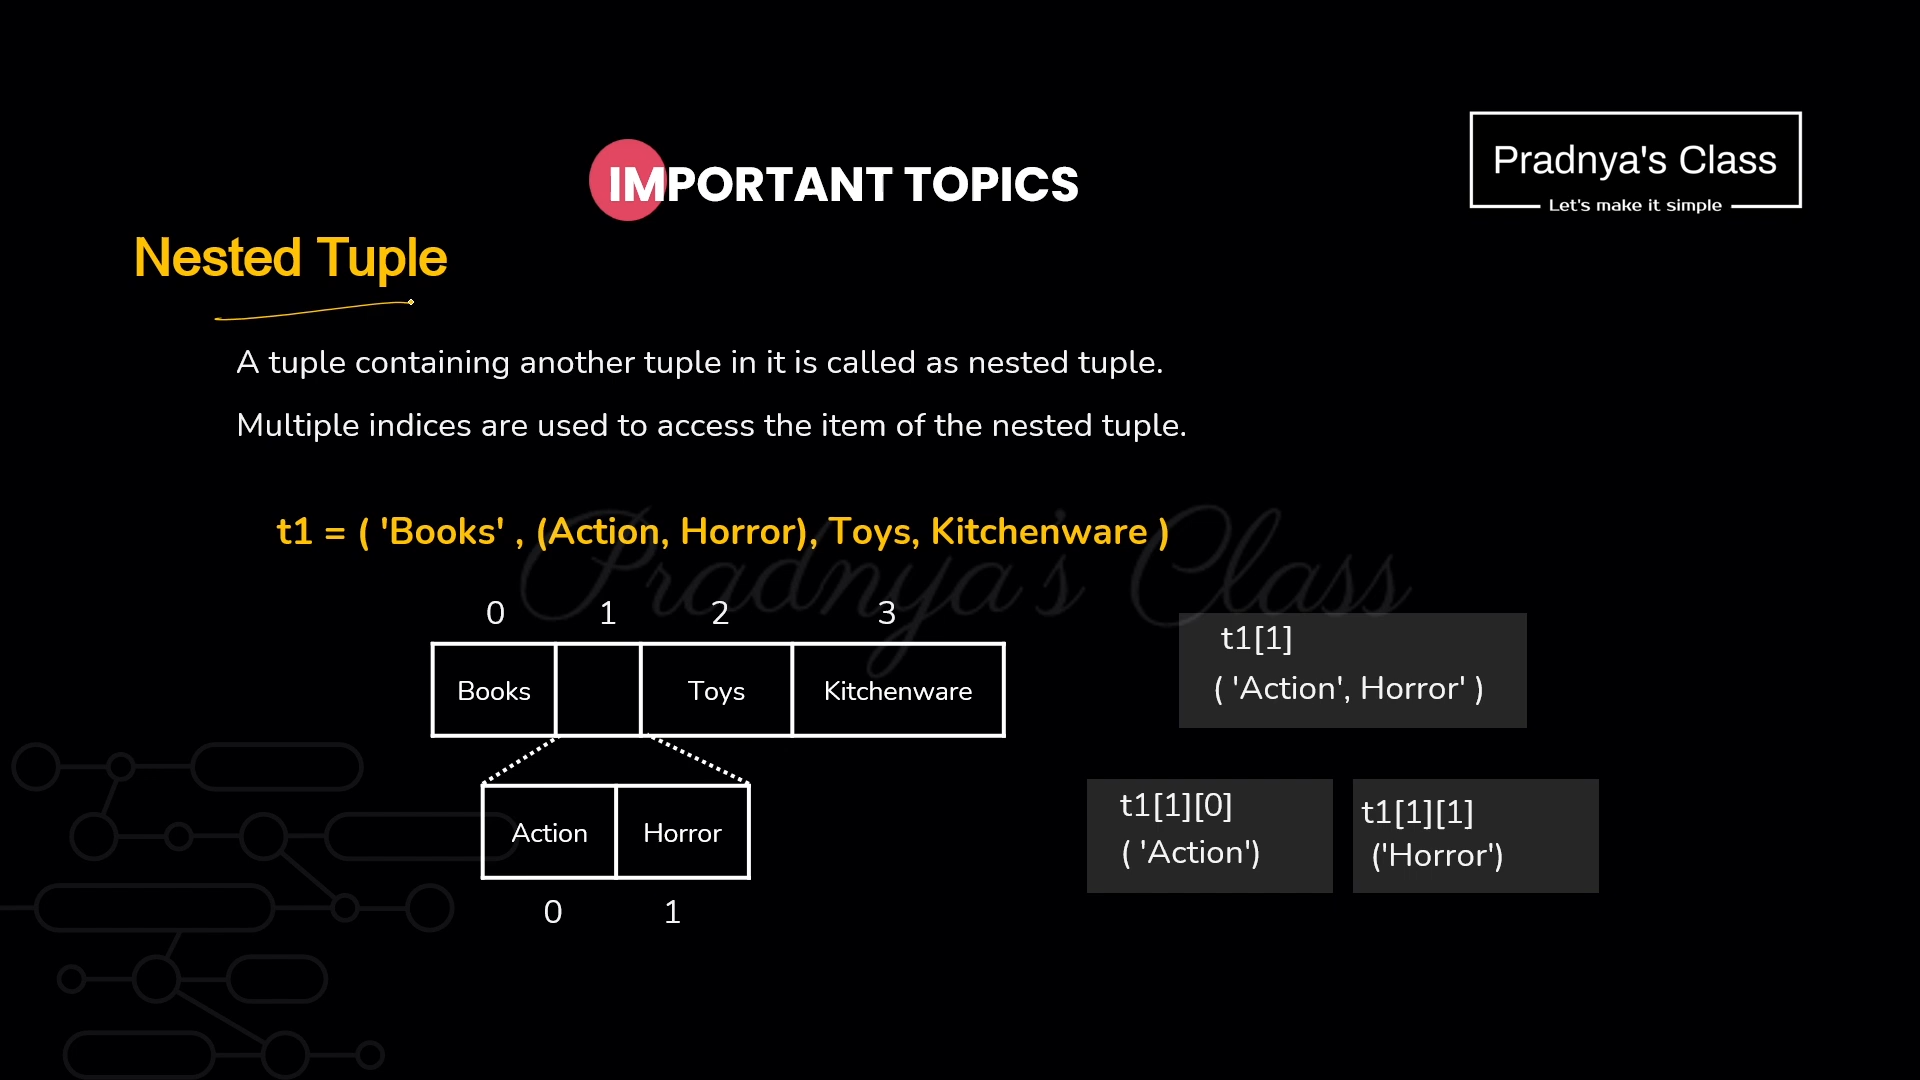 IMPORTANT TOPICS
Pradnya's Class
Let's make it simple
Nested Tuple
A tuple containing another tuple in it is called as nested tuple.
Multiple indices are used to access the item of the nested tuple.
t1 = ( 'Books' , (Action, Horror), Toys, Kitchenware )
Pradnya's Class
0 1 2 3
Books Toys Kitchenware
Action Horror
0 1
t1[1]
( 'Action', Horror' )
t1[1][0]
( 'Action')
t1[1][1]
('Horror')